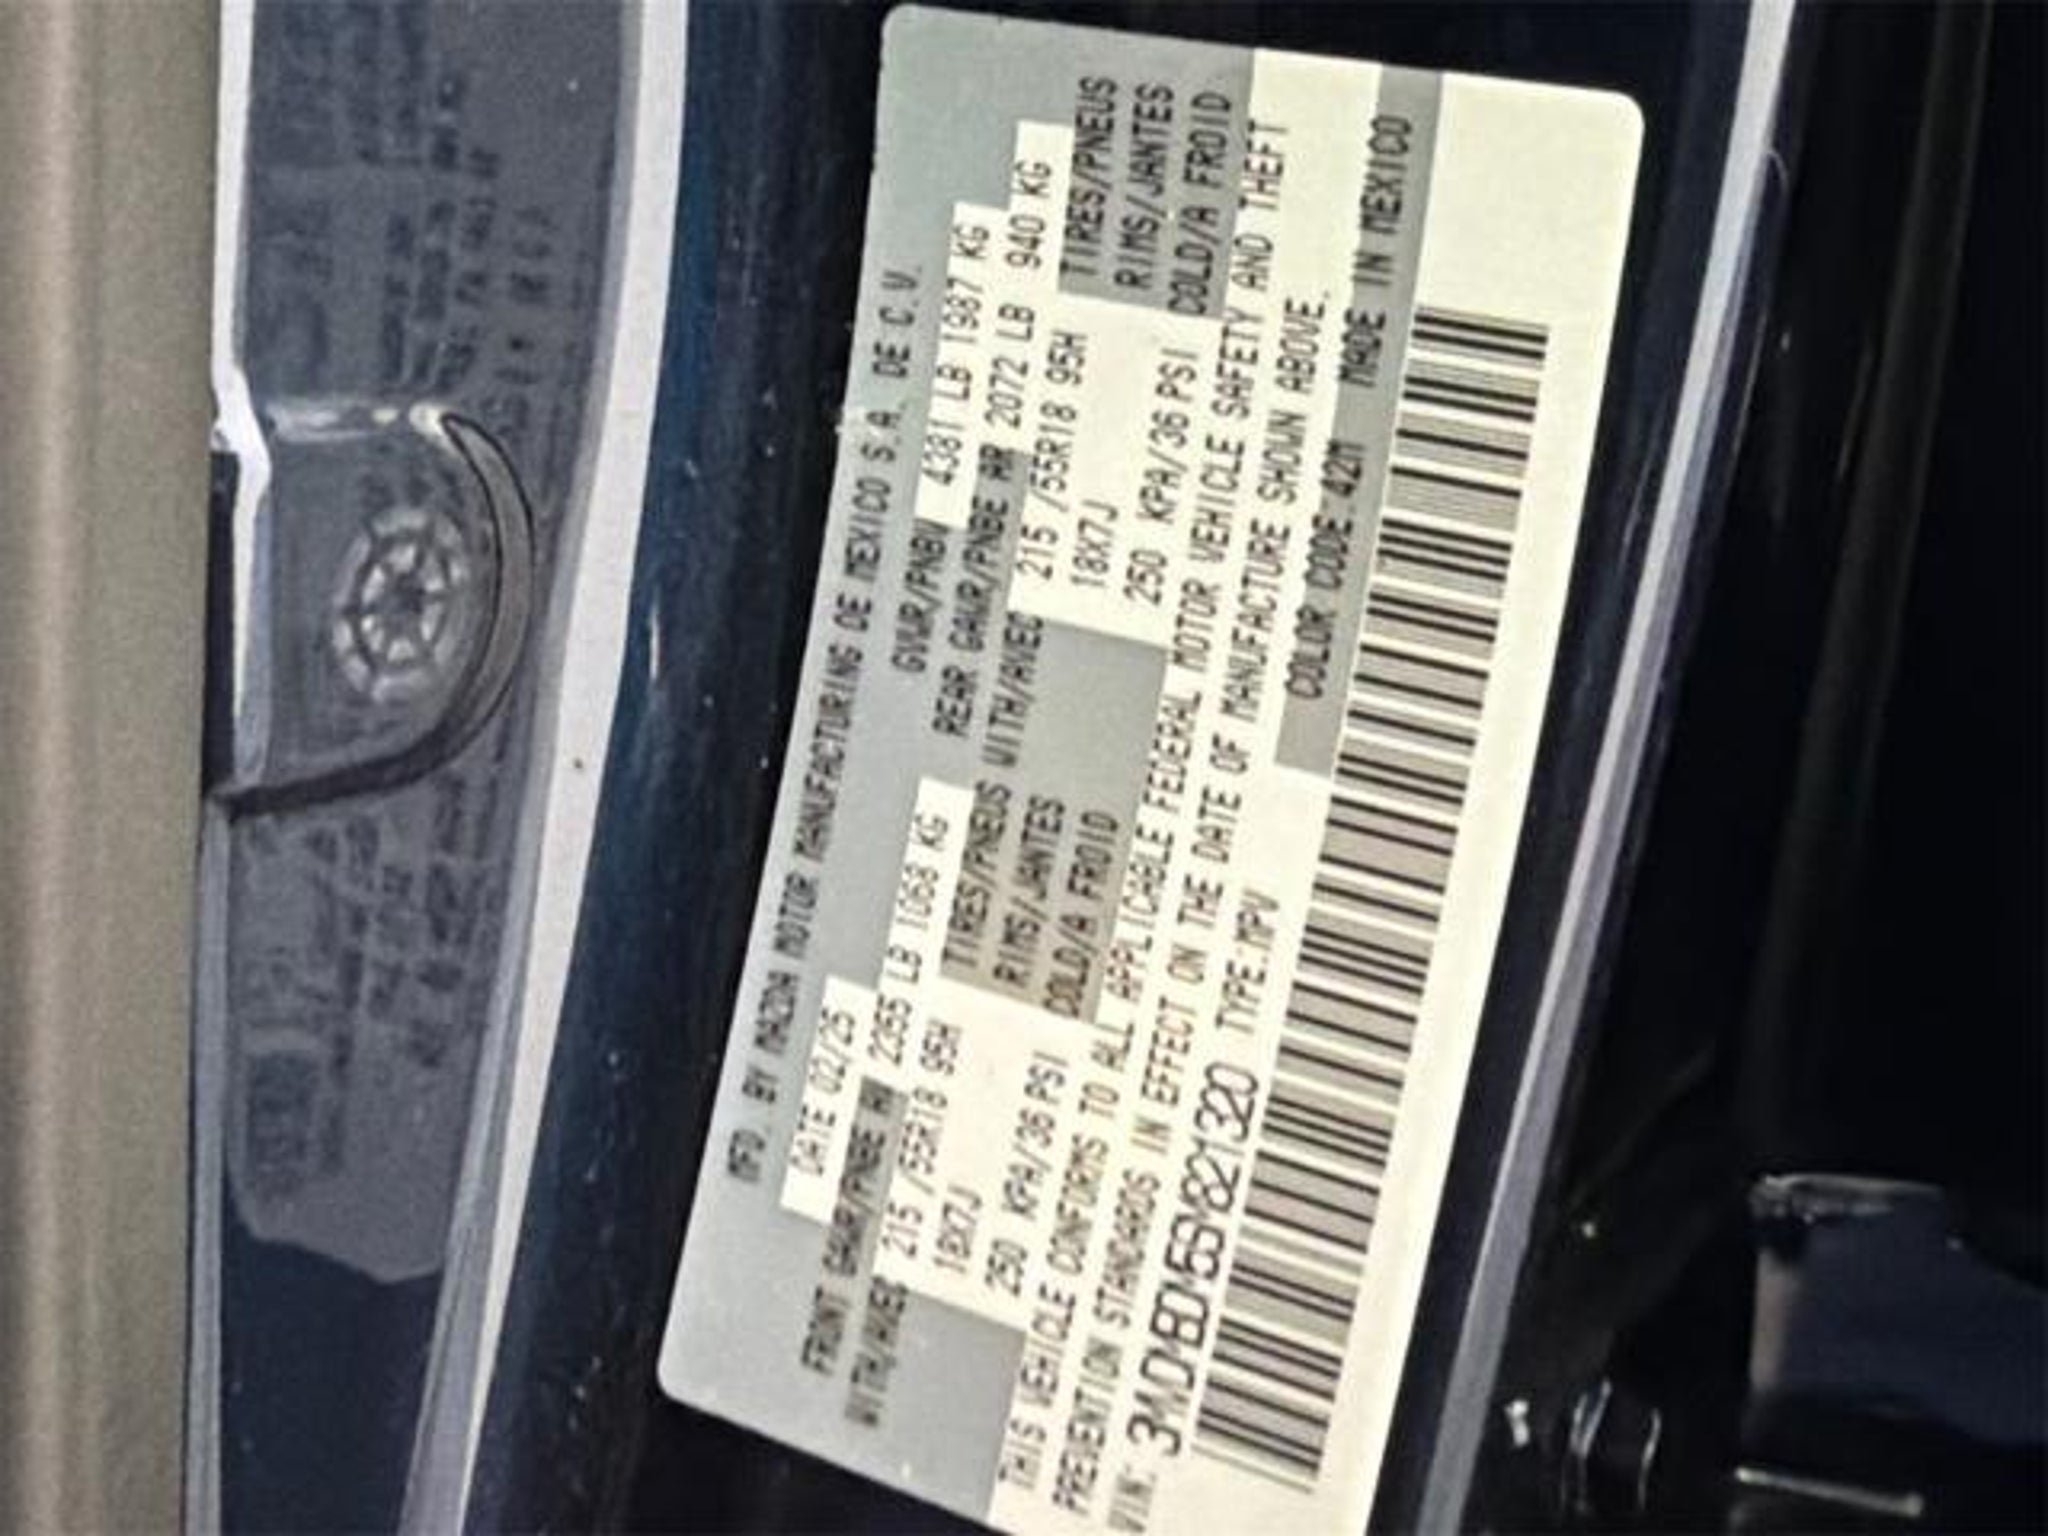 MFD. BY MAZDA MOTOR MANUFACTURING DE MEXICO S.A. DE C.V.
DATE 02/25 GVWR/PNBV 4381 LB 1987 KG
FRONT GAWR/PNBE AV 2355 LB 1068 KG REAR GAWR/PNBE AR 2072 LB 940 KG
WITH/AVEC 215 /55R18 95H TIRES/PNEUS WITH/AVEC 215 /55R18 95H TIRES/PNEUS
18X7J RIMS/JANTES 18X7J RIMS/JANTES
250 KPA/36 PSI COLD/A FROID 250 KPA/36 PSI COLD/A FROID
THIS VEHICLE CONFORMS TO ALL APPLICABLE FEDERAL MOTOR VEHICLE SAFETY AND THEFT
PREVENTION STANDARDS IN EFFECT ON THE DATE OF MANUFACTURE SHOWN ABOVE.
VIN: 3MVDMBDM5SM821320 TYPE:MPV COLOR CODE:42M MADE IN MEXICO